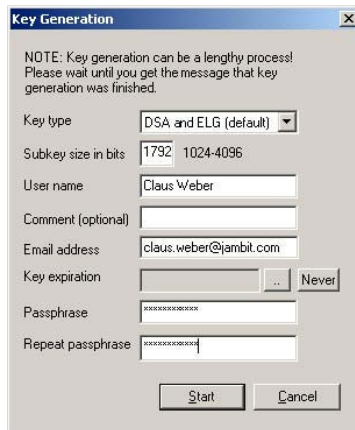 Key Generation
NOTE: Key generation can be a lengthy process!
Please wait until you get the message that key
generation was finished.
Key type DSA and ELG (default)
Subkey size in bits 1792 1024-4096
User name Claus Weber
Comment (optional)
Email address claus.weber@jambit.com
Key expiration .. Never
Passphrase xxxxxxxxxxx
Repeat passphrase xxxxxxxxxxx
Start Cancel